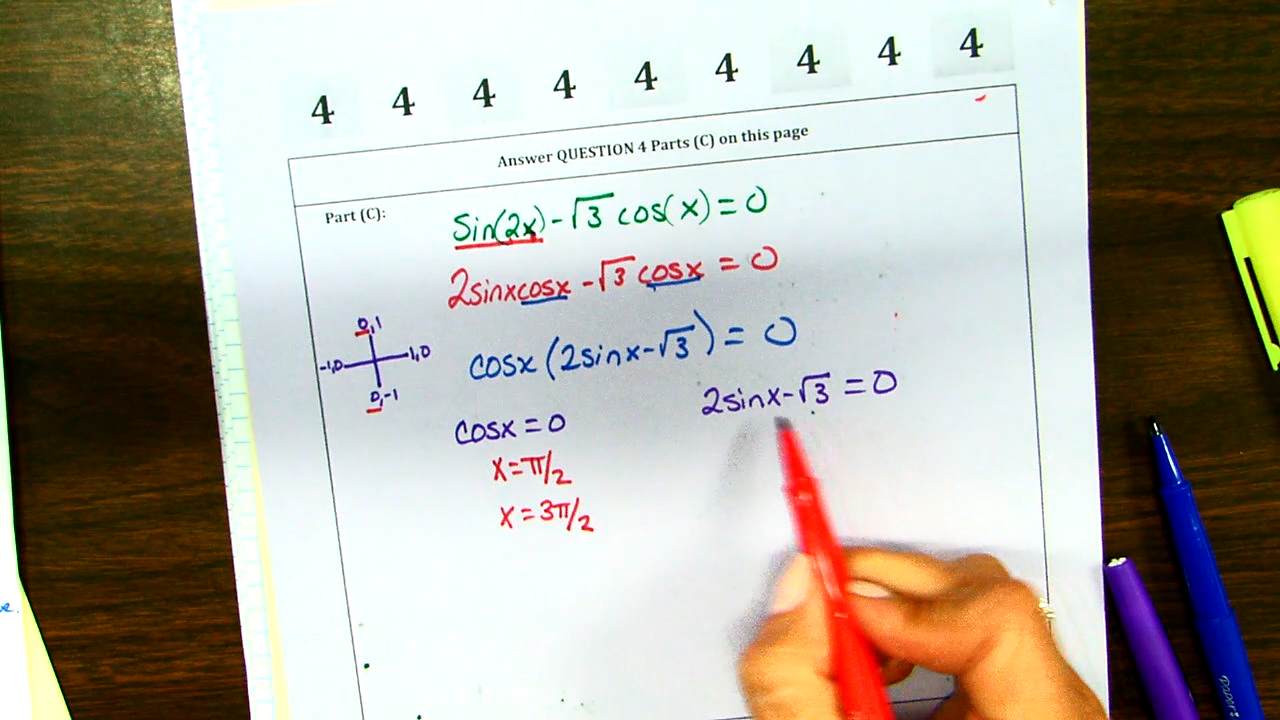 4 4 4 4 4 4 4 4 4
Answer QUESTION 4 Parts (C) on this page
Part (C):
Sin(2x) - √3 cos(x) = 0
2sinxcosx - √3 cosx = 0
0,1
-1,0 1,0
0,-1
cosx (2sinx - √3) = 0
2sinx - √3 = 0
cosx = 0
x = π/2
x = 3π/2